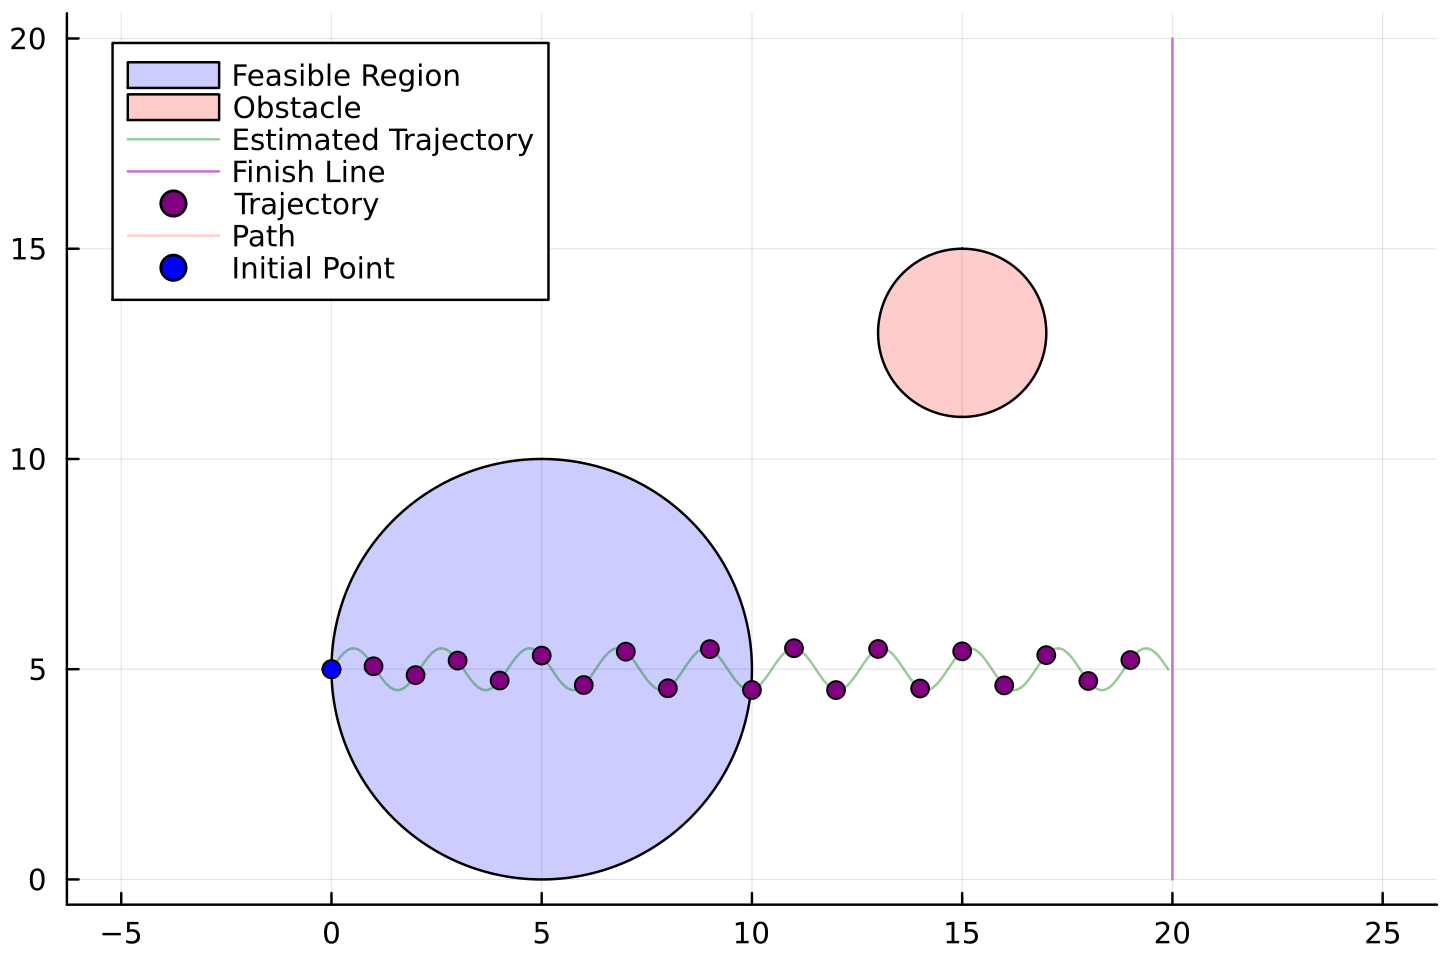 20
15
10
5
0
Feasible Region
Obstacle
Estimated Trajectory
Finish Line
Trajectory
Path
Initial Point
−5 0 5 10 15 20 25